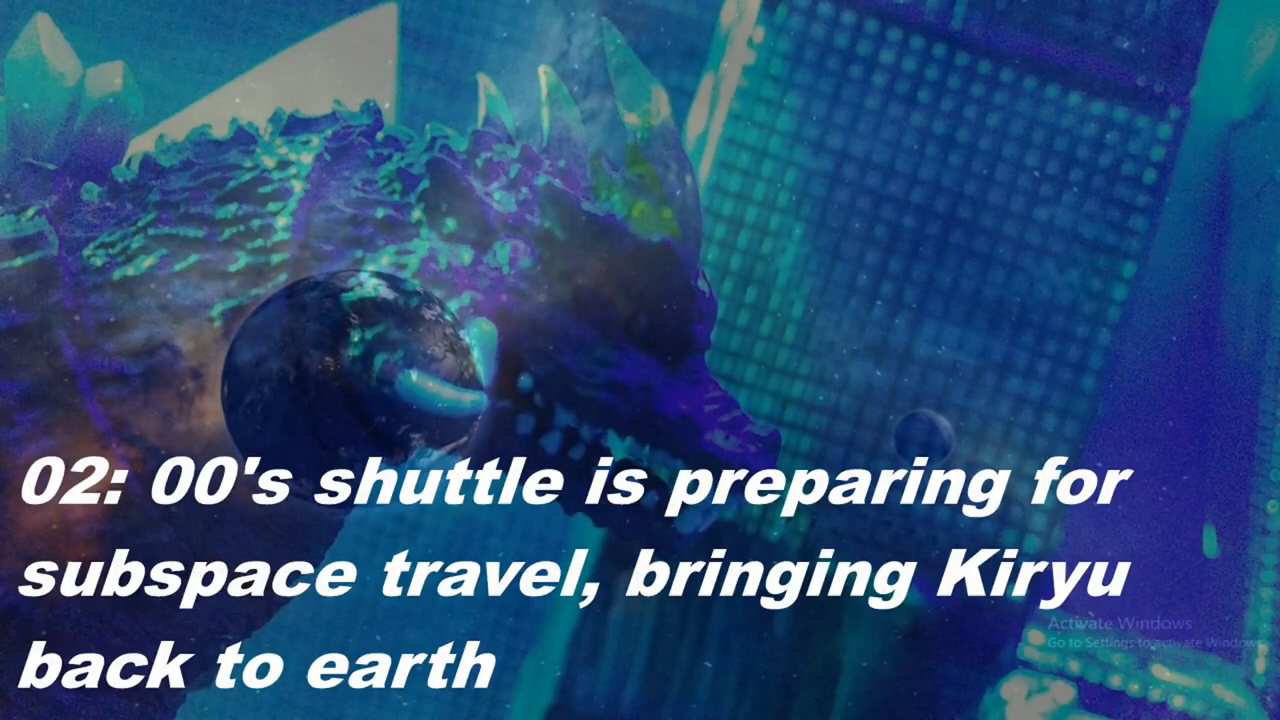 02: 00's shuttle is preparing for
subspace travel, bringing Kiryu
back to earth
Activate Windows
Go to Settings to activate Windows.